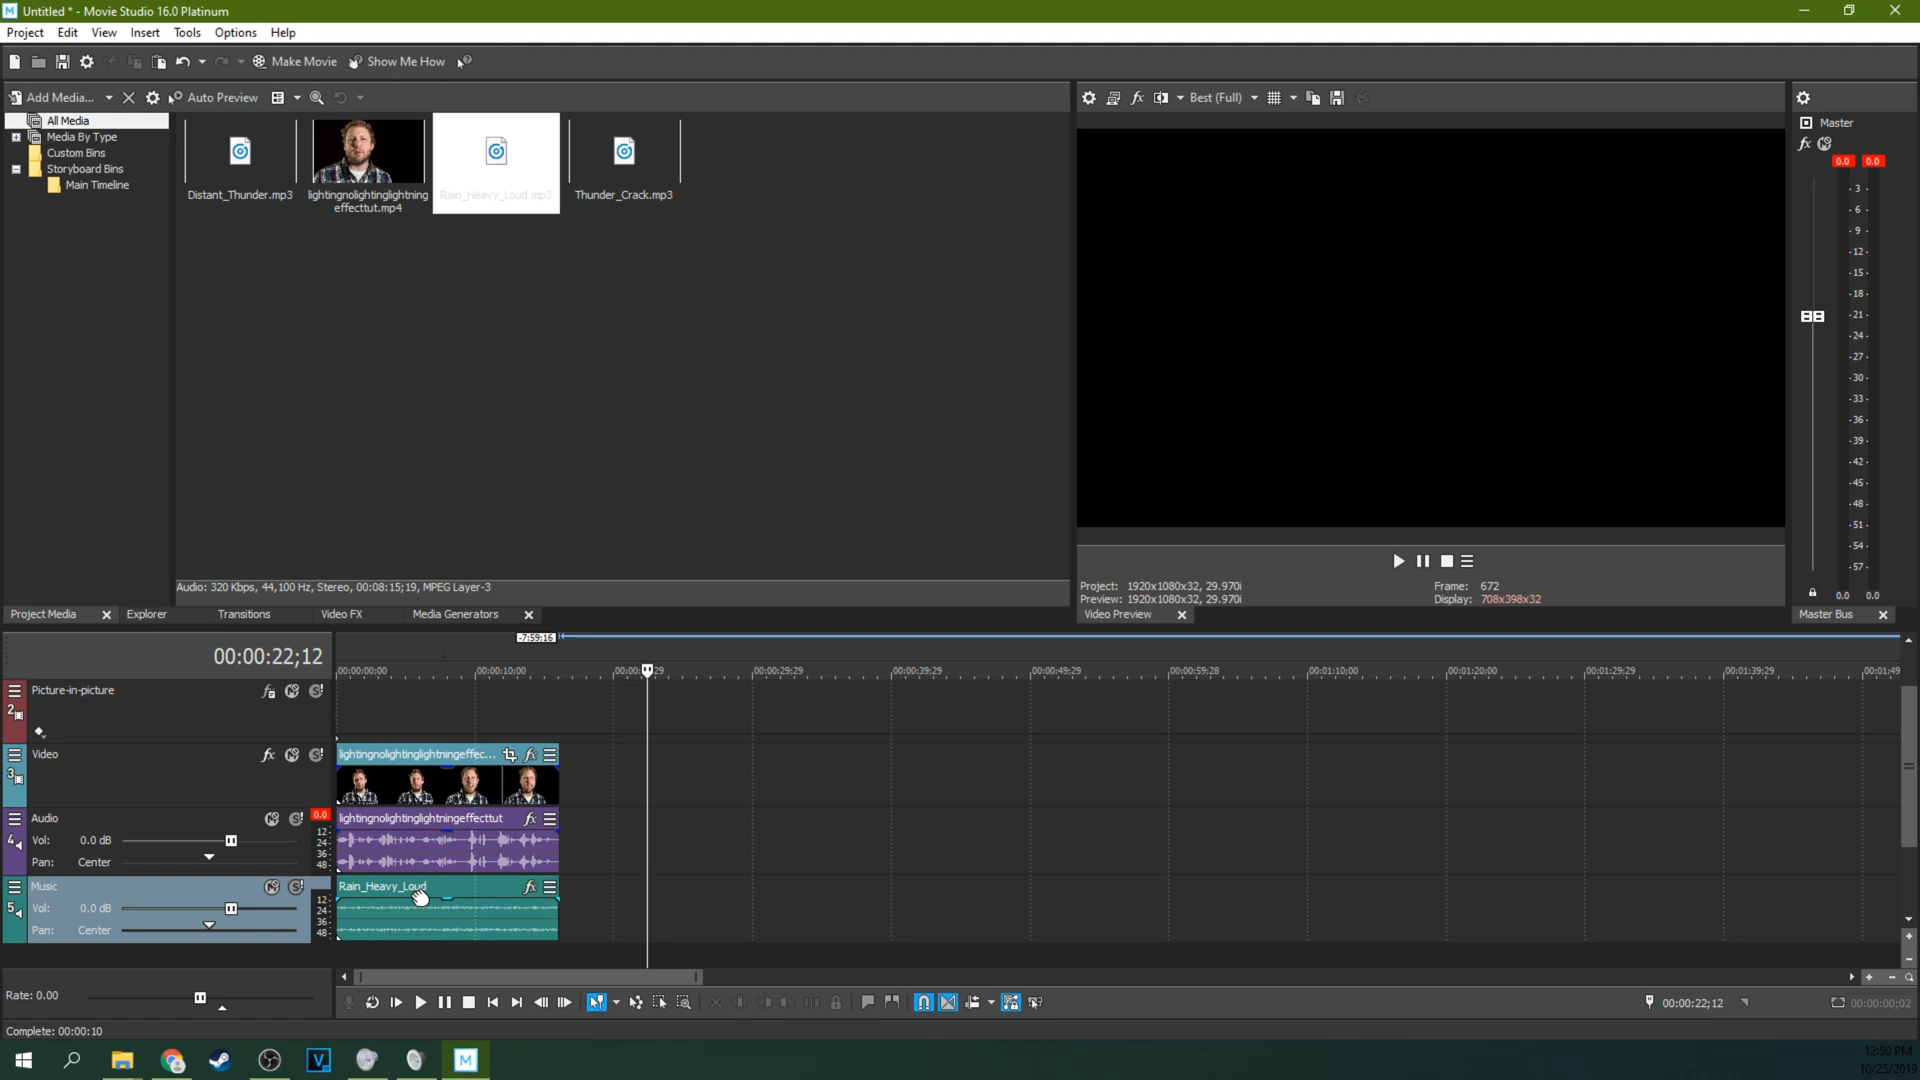 Untitled * - Movie Studio 16.0 Platinum
Project Edit View Insert Tools Options Help
Make Movie Show Me How
Add Media... Auto Preview
Best (Full)
All Media
Media By Type
Custom Bins
Storyboard Bins
Main Timeline
Distant_Thunder.mp3
lightingnolightinglightning
effecttut.mp4
Rain_Heavy_Loud.mp3
Thunder_Crack.mp3
Master
fx
0.0 0.0
-3-
-6-
-9-
-12-
-15-
-18-
-21-
-24-
-27-
-30-
-33-
-36-
-39-
-42-
-45-
-48-
-51-
-54-
-57-
0.0 0.0
Audio: 320 Kbps, 44,100 Hz, Stereo, 00:08:15;19, MPEG Layer-3
Project: 1920x1080x32, 29.970i
Preview: 1920x1080x32, 29.970i
Frame: 672
Display: 708x398x32
Project Media Explorer Transitions Video FX Media Generators
Video Preview
Master Bus
-7:59;16
00:00:22;12
00:00:00;00 00:00:10;00 00:00: 29 00:00:29;29 00:00:39;29 00:00:49;29 00:00:59;28 00:01:10;00 00:01:20;00 00:01:29;29 00:01:39;29 00:01:49
2 Picture-in-picture
3 Video
lightingnolightinglightningeffec... fx
4 Audio
Vol: 0.0 dB
Pan: Center
0.0
12-
24-
36-
48-
lightingnolightinglightningeffecttut fx
5 Music
Vol: 0.0 dB
Pan: Center
12-
24-
36-
48-
Rain_Heavy_Loud fx
Rate: 0.00
00:00:22;12
00:00:00;02
Complete: 00:00:10
12:50 PM
10/25/2019